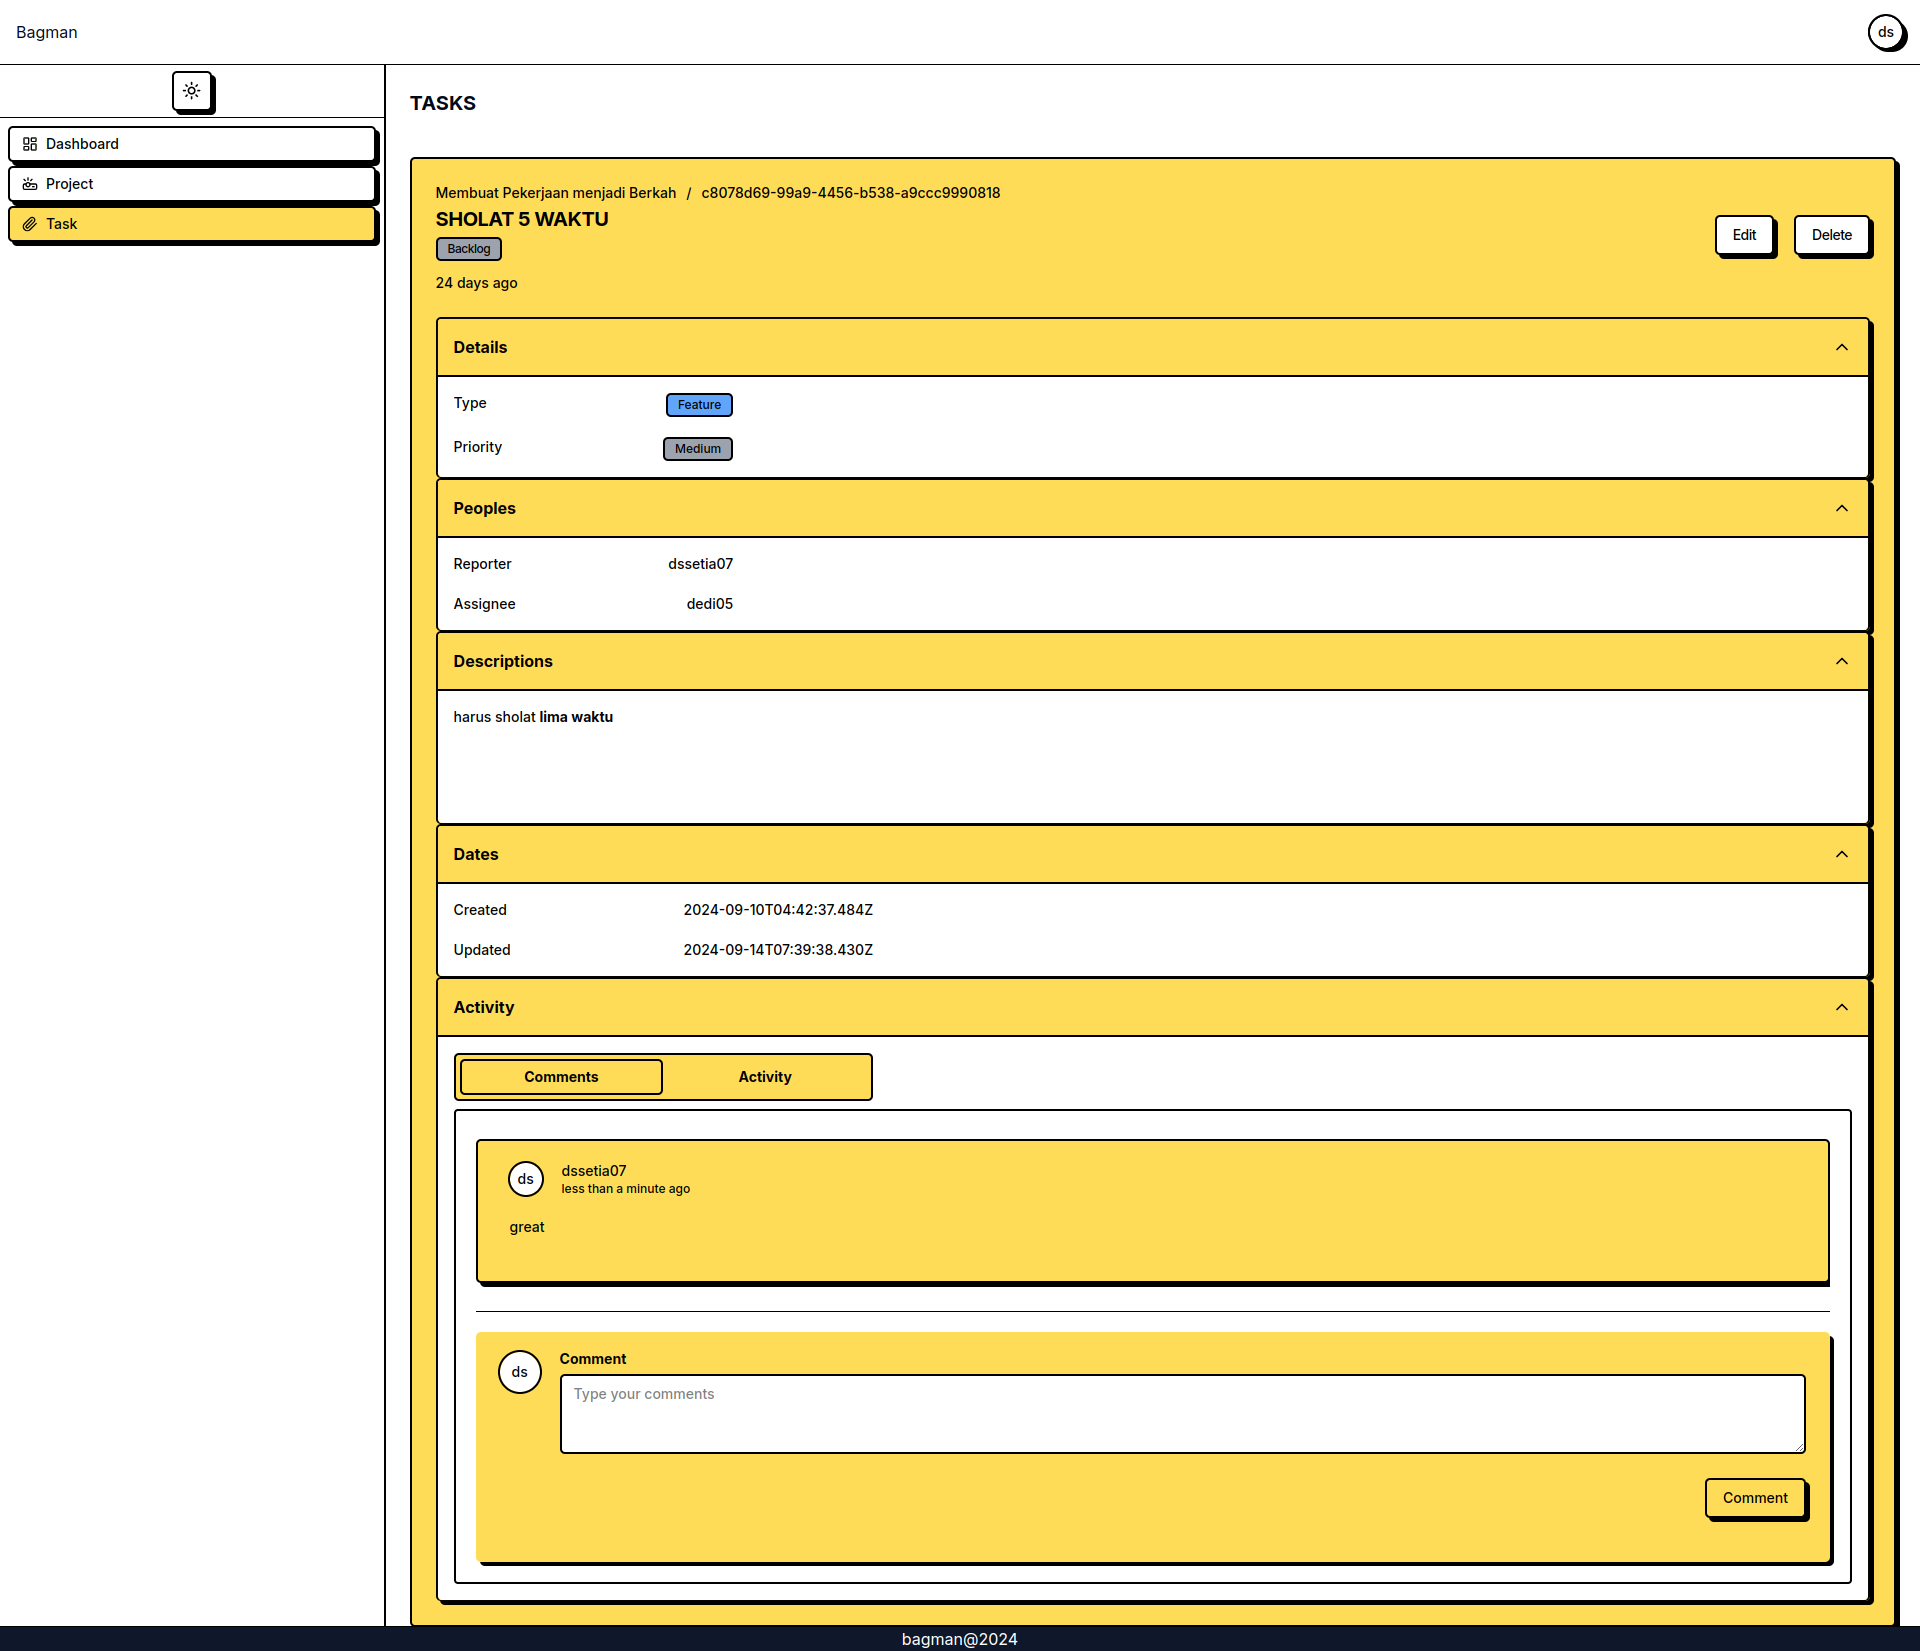 Bagman
ds
Dashboard
Project
Task
TASKS
Membuat Pekerjaan menjadi Berkah / c8078d69-99a9-4456-b538-a9ccc9990818
SHOLAT 5 WAKTU
Backlog
24 days ago
Edit
Delete
Details
Type Feature
Priority Medium
Peoples
Reporter dssetia07
Assignee dedi05
Descriptions
harus sholat lima waktu
Dates
Created 2024-09-10T04:42:37.484Z
Updated 2024-09-14T07:39:38.430Z
Activity
Comments Activity
ds
dssetia07
less than a minute ago
great
ds
Comment
Type your comments
Comment
bagman@2024